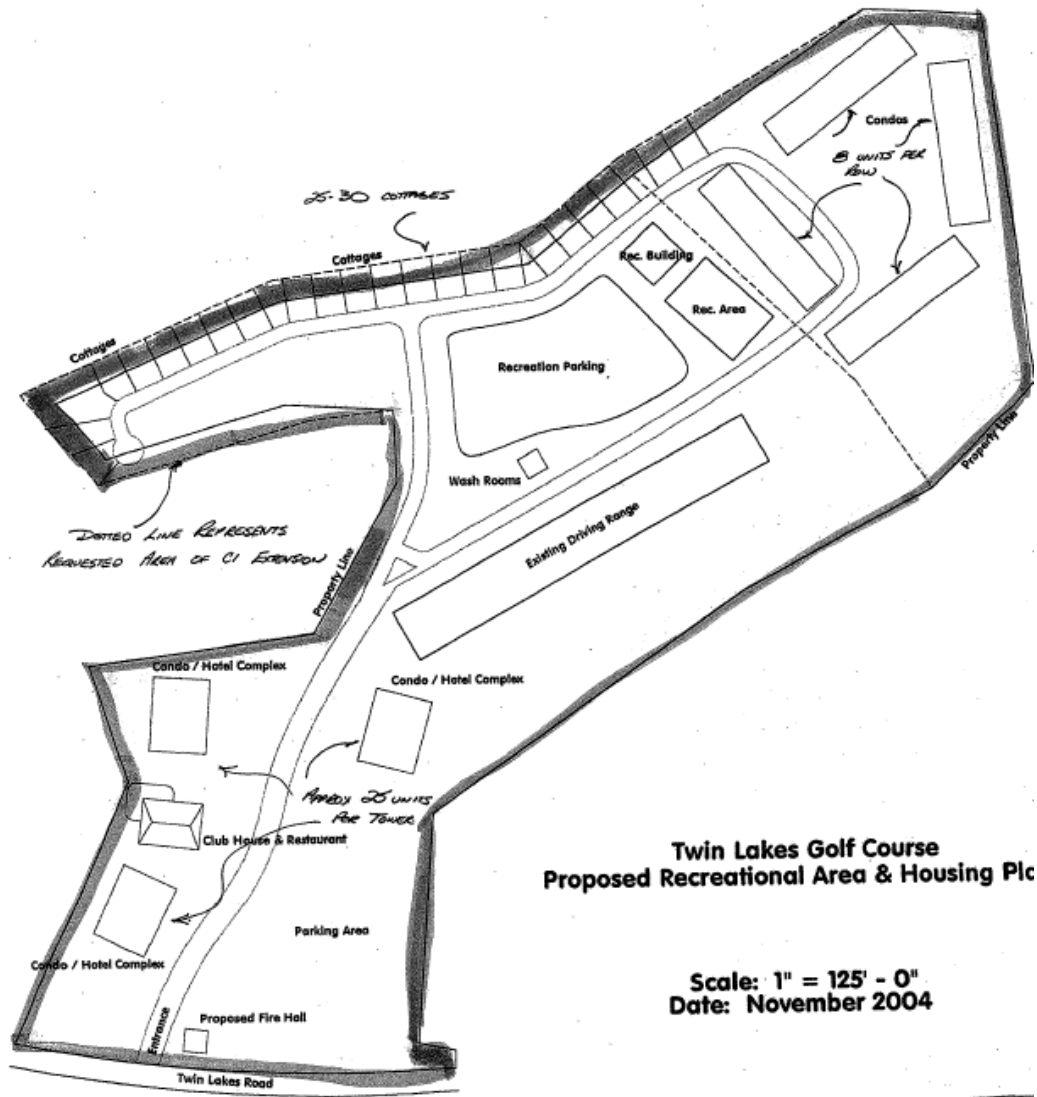 Condos
8 UNITS PER
ROW
25-30 COTTAGES
Cottages
Rec. Building
Rec. Area
Cottages
Recreation Parking
Property Line
Wash Rooms
Existing Driving Range
DOTTED LINE REPRESENTS
REQUESTED AREA OF C1 EXTENSION
Property Line
Condo / Hotel Complex
Condo / Hotel Complex
APPROX 25 UNITS
PER TOWER
Club House & Restaurant
Twin Lakes Golf Course
Proposed Recreational Area & Housing Pla
Parking Area
Condo / Hotel Complex
Scale: 1" = 125' - 0"
Date: November 2004
Proposed Fire Hall
Entrance
Twin Lakes Road